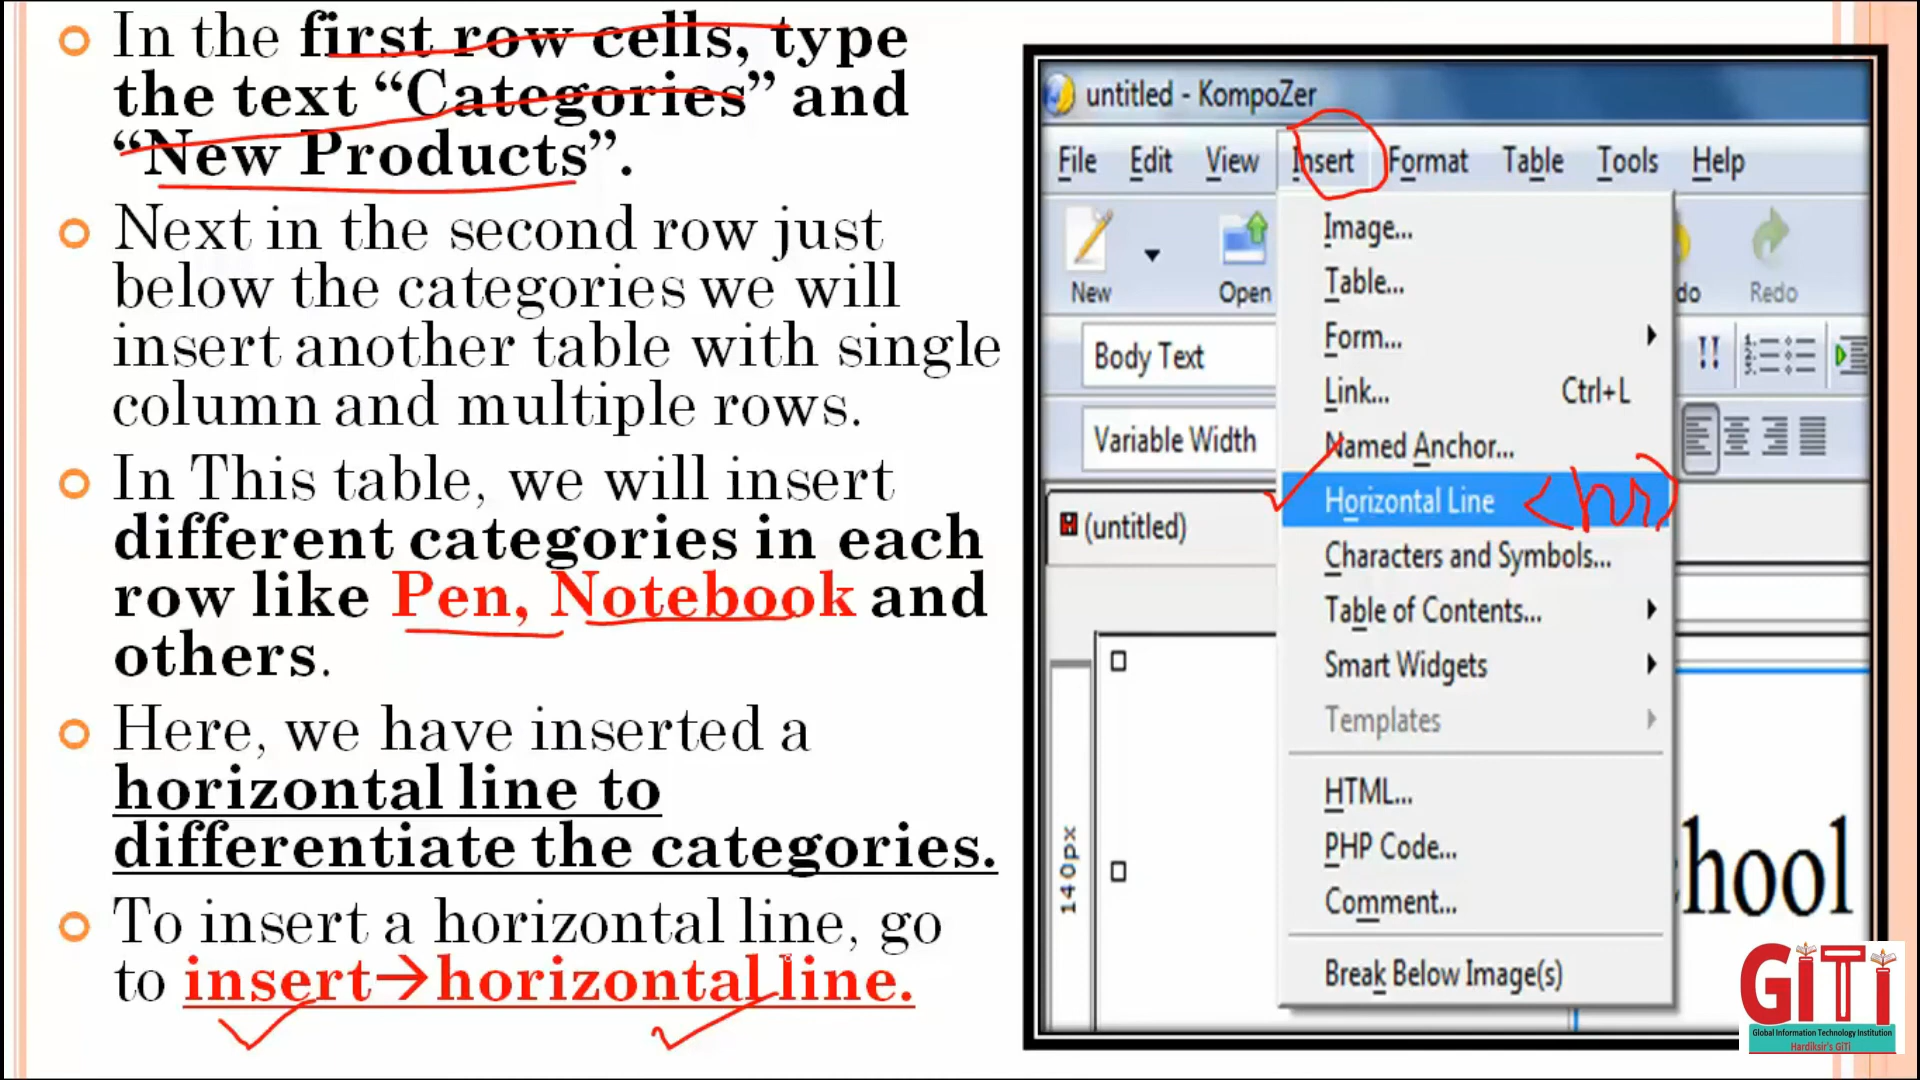 In the first row cells, type
the text “Categories” and
“New Products”.
Next in the second row just
below the categories we will
insert another table with single
column and multiple rows.
In This table, we will insert
different categories in each
row like Pen, Notebook and
others.
Here, we have inserted a
horizontal line to
differentiate the categories.
To insert a horizontal line, go
to insert→horizontal line.
untitled - KompoZer
File Edit View Insert Format Table Tools Help
Image...
Table...
Form...
Link... Ctrl+L
Named Anchor...
Horizontal Line <hr>
Characters and Symbols...
Table of Contents...
Smart Widgets
Templates
HTML...
PHP Code...
Comment...
Break Below Image(s)
New Open do Redo
Body Text
Variable Width
(untitled)
140px
hool
GiTi
Global Information Technology Institution
Hardiksir's GiTi